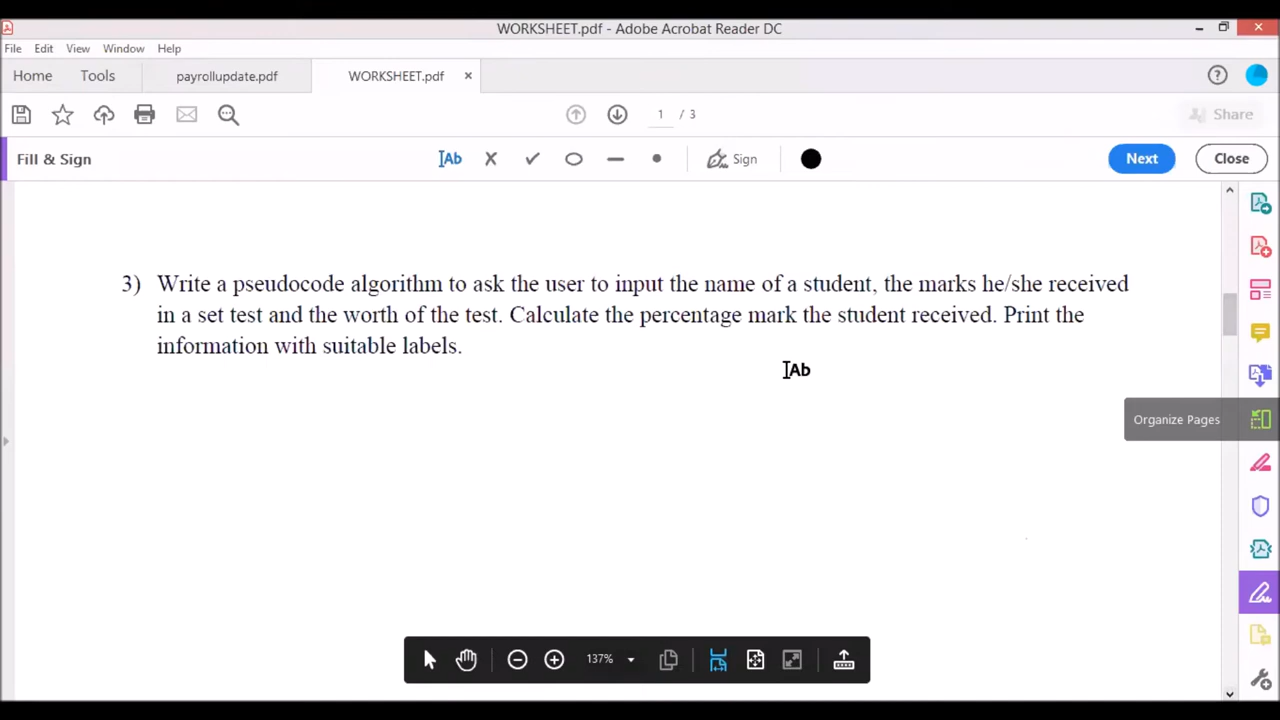 WORKSHEET.pdf - Adobe Acrobat Reader DC
File Edit View Window Help
Home Tools payrollupdate.pdf WORKSHEET.pdf ×
1 / 3 Share
Fill & Sign Ab Sign Next Close
3) Write a pseudocode algorithm to ask the user to input the name of a student, the marks he/she received
in a set test and the worth of the test. Calculate the percentage mark the student received. Print the
information with suitable labels.
Ab
Organize Pages
137%